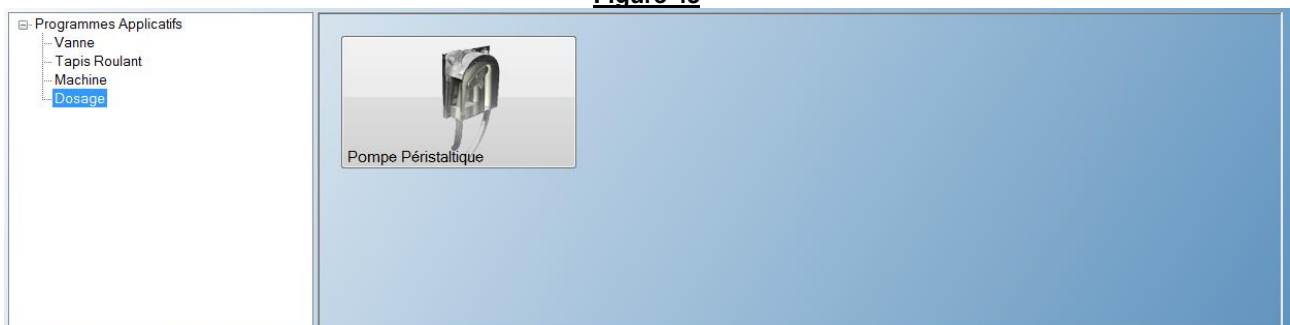 Programmes Applicatifs
Vanne
Tapis Roulant
Machine
Dosage
Pompe Péristaltique